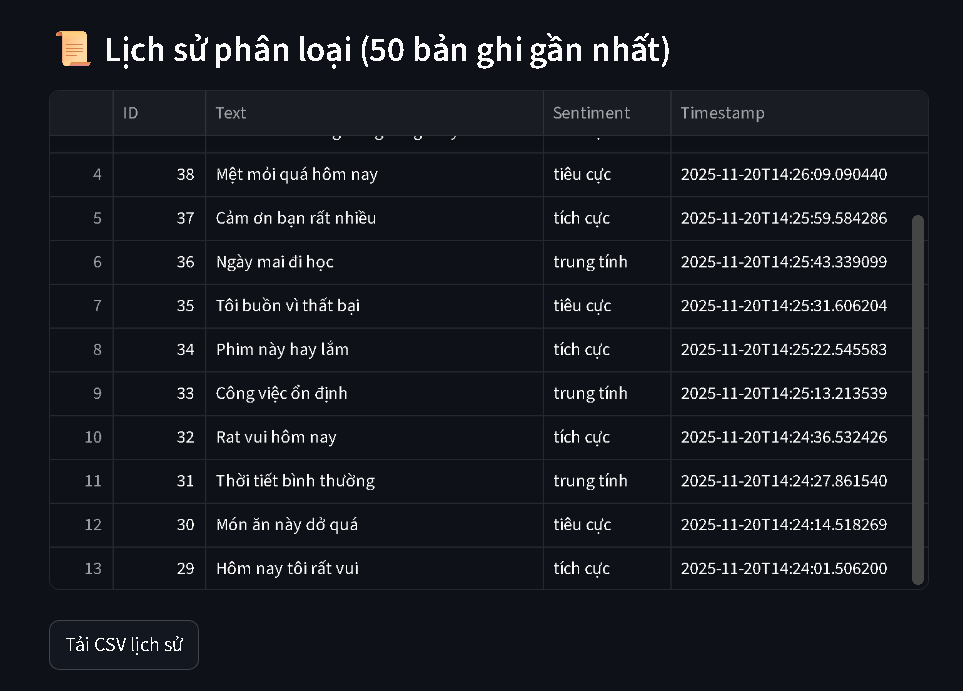 📜 Lịch sử phân loại (50 bản ghi gần nhất)
ID Text Sentiment Timestamp
4 38 Mệt mỏi quá hôm nay tiêu cực 2025-11-20T14:26:09.090440
5 37 Cảm ơn bạn rất nhiều tích cực 2025-11-20T14:25:59.584286
6 36 Ngày mai đi học trung tính 2025-11-20T14:25:43.339099
7 35 Tôi buồn vì thất bại tiêu cực 2025-11-20T14:25:31.606204
8 34 Phim này hay lắm tích cực 2025-11-20T14:25:22.545583
9 33 Công việc ổn định trung tính 2025-11-20T14:25:13.213539
10 32 Rat vui hôm nay tích cực 2025-11-20T14:24:36.532426
11 31 Thời tiết bình thường trung tính 2025-11-20T14:24:27.861540
12 30 Món ăn này dở quá tiêu cực 2025-11-20T14:24:14.518269
13 29 Hôm nay tôi rất vui tích cực 2025-11-20T14:24:01.506200
Tải CSV lịch sử